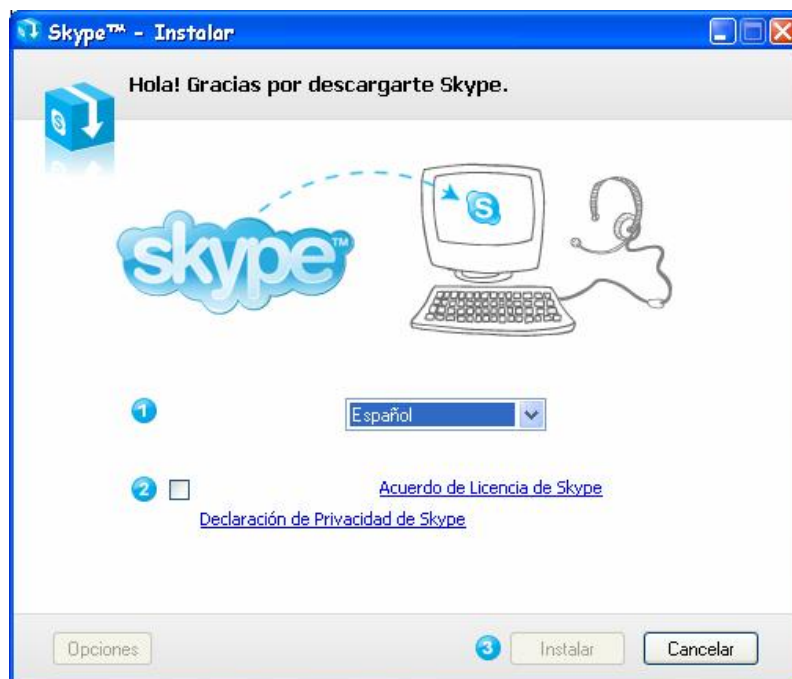 Skype™ - Instalar
Hola! Gracias por descargarte Skype.
skype™
1 Español
2 Acuerdo de Licencia de Skype
Declaración de Privacidad de Skype
Opciones 3 Instalar Cancelar